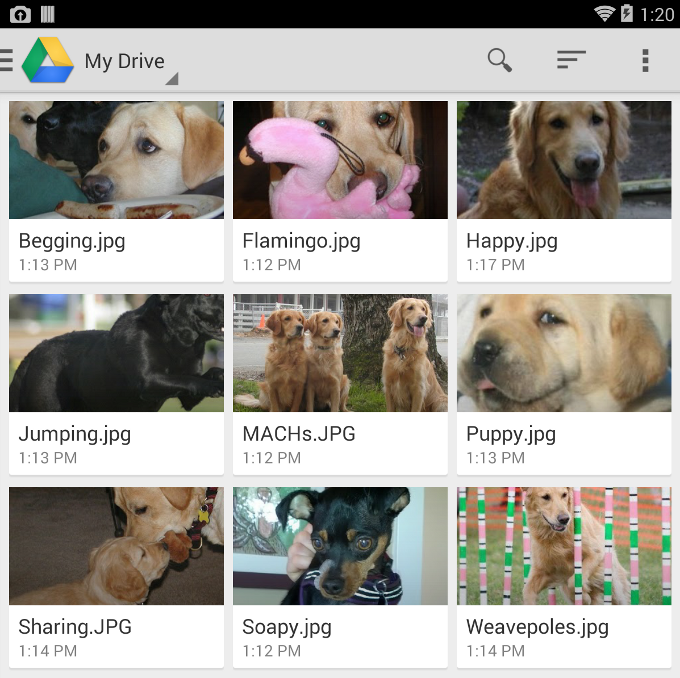 1:20
My Drive
Begging.jpg
1:13 PM
Flamingo.jpg
1:12 PM
Happy.jpg
1:17 PM
Jumping.jpg
1:13 PM
MACHs.JPG
1:12 PM
Puppy.jpg
1:13 PM
Sharing.JPG
1:14 PM
Soapy.jpg
1:12 PM
Weavepoles.jpg
1:14 PM